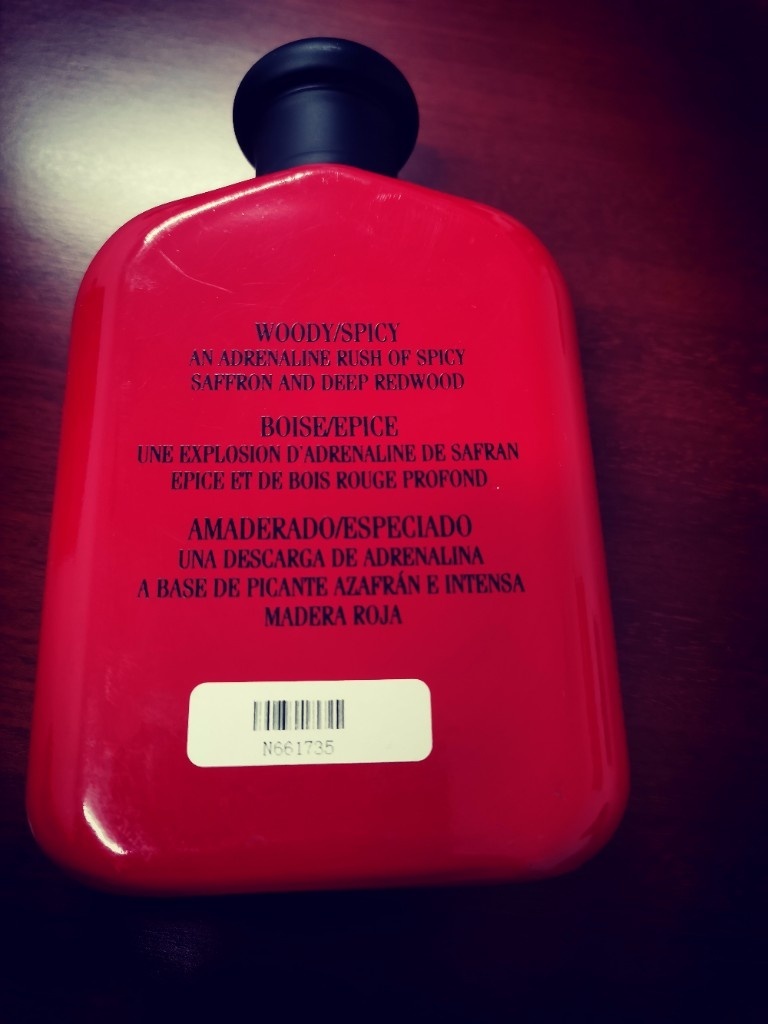 WOODY/SPICY
AN ADRENALINE RUSH OF SPICY
SAFFRON AND DEEP REDWOOD
BOISE/EPICE
UNE EXPLOSION D'ADRENALINE DE SAFRAN
EPICE ET DE BOIS ROUGE PROFOND
AMADERADO/ESPECIADO
UNA DESCARGA DE ADRENALINA
A BASE DE PICANTE AZAFRÁN E INTENSA
MADERA ROJA
N661735